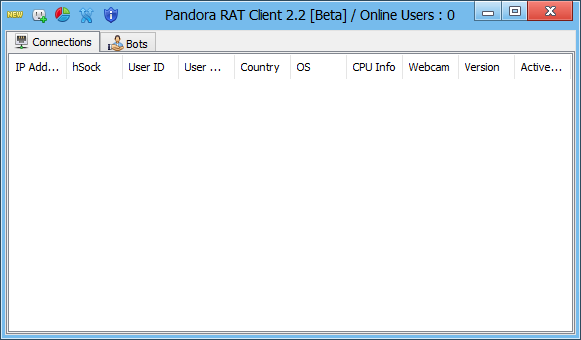 NEW
Pandora RAT Client 2.2 [Beta] / Online Users : 0
Connections
Bots
IP Add... hSock User ID User ... Country OS CPU Info Webcam Version Active...